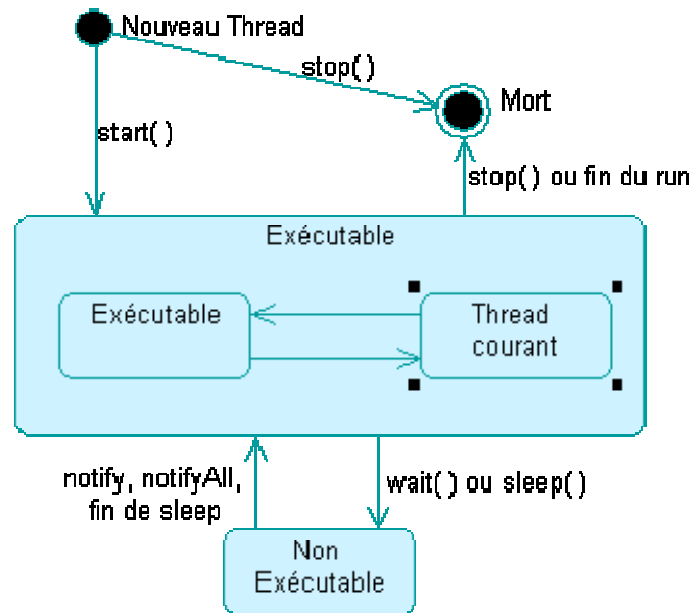 Nouveau Thread
stop()
Mort
start( )
stop() ou fin du run
Exécutable
Exécutable
Thread
courant
notify, notifyAll,
fin de sleep
wait() ou sleep()
Non
Exécutable